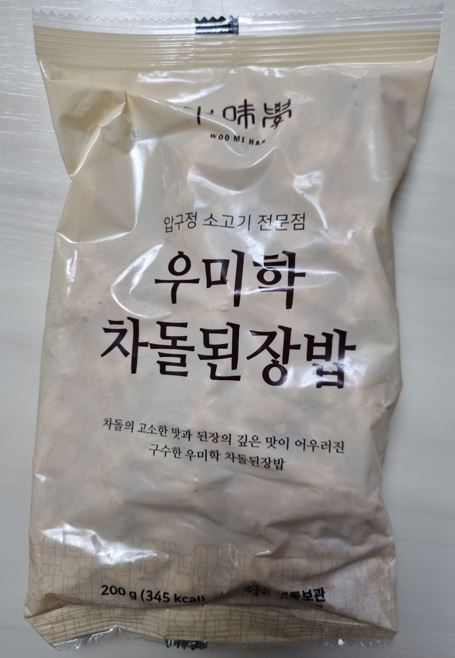 味學
WOO MI HAK
압구정 소고기 전문점
우미학
차돌된장밥
차돌의 고소한 맛과 된장의 깊은 맛이 어우러진
구수한 우미학 차돌된장밥
200 g (345 kcal)